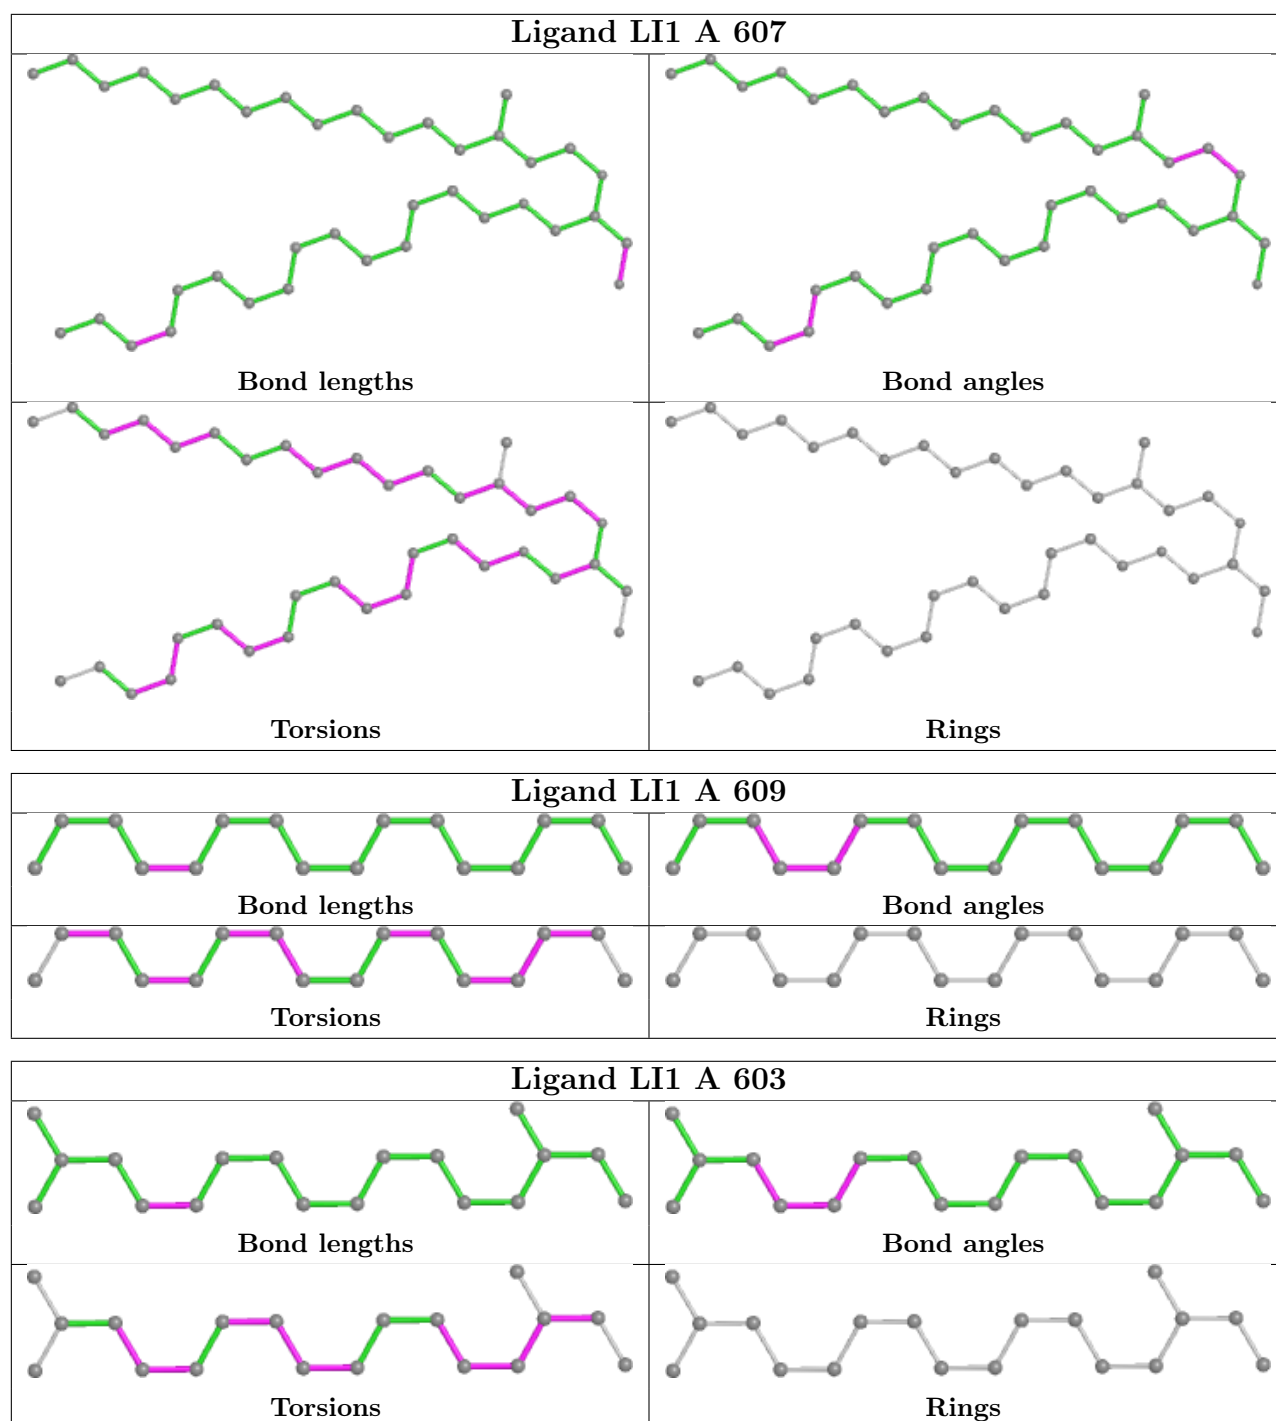 Ligand LI1 A 607
Bond lengths
Bond angles
Torsions
Rings
Ligand LI1 A 609
Bond lengths
Bond angles
Torsions
Rings
Ligand LI1 A 603
Bond lengths
Bond angles
Torsions
Rings